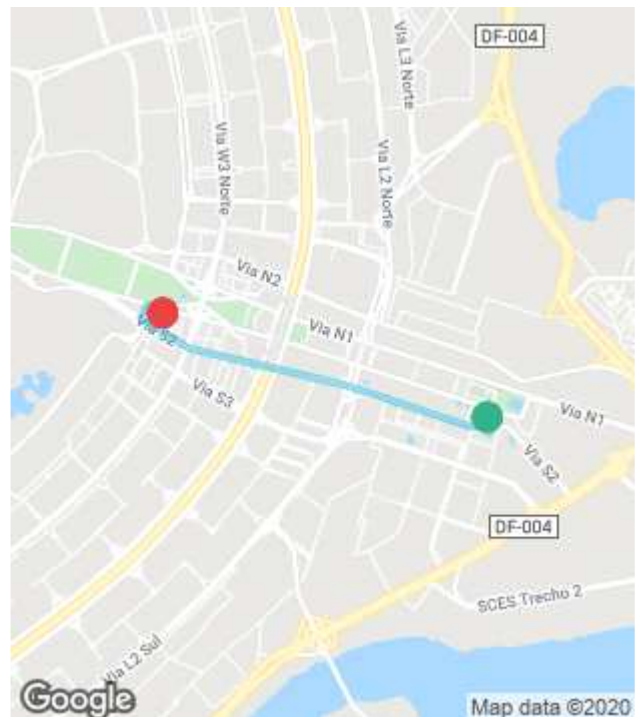 DF-004
Via L3 Norte
Via W3 Norte
Via L2 Norte
Via N2
Via N1
Via S2
Via S3
Via N1
Via S2
DF-004
SCES Trecho 2
Via L2 Sul
Google
Map data ©2020